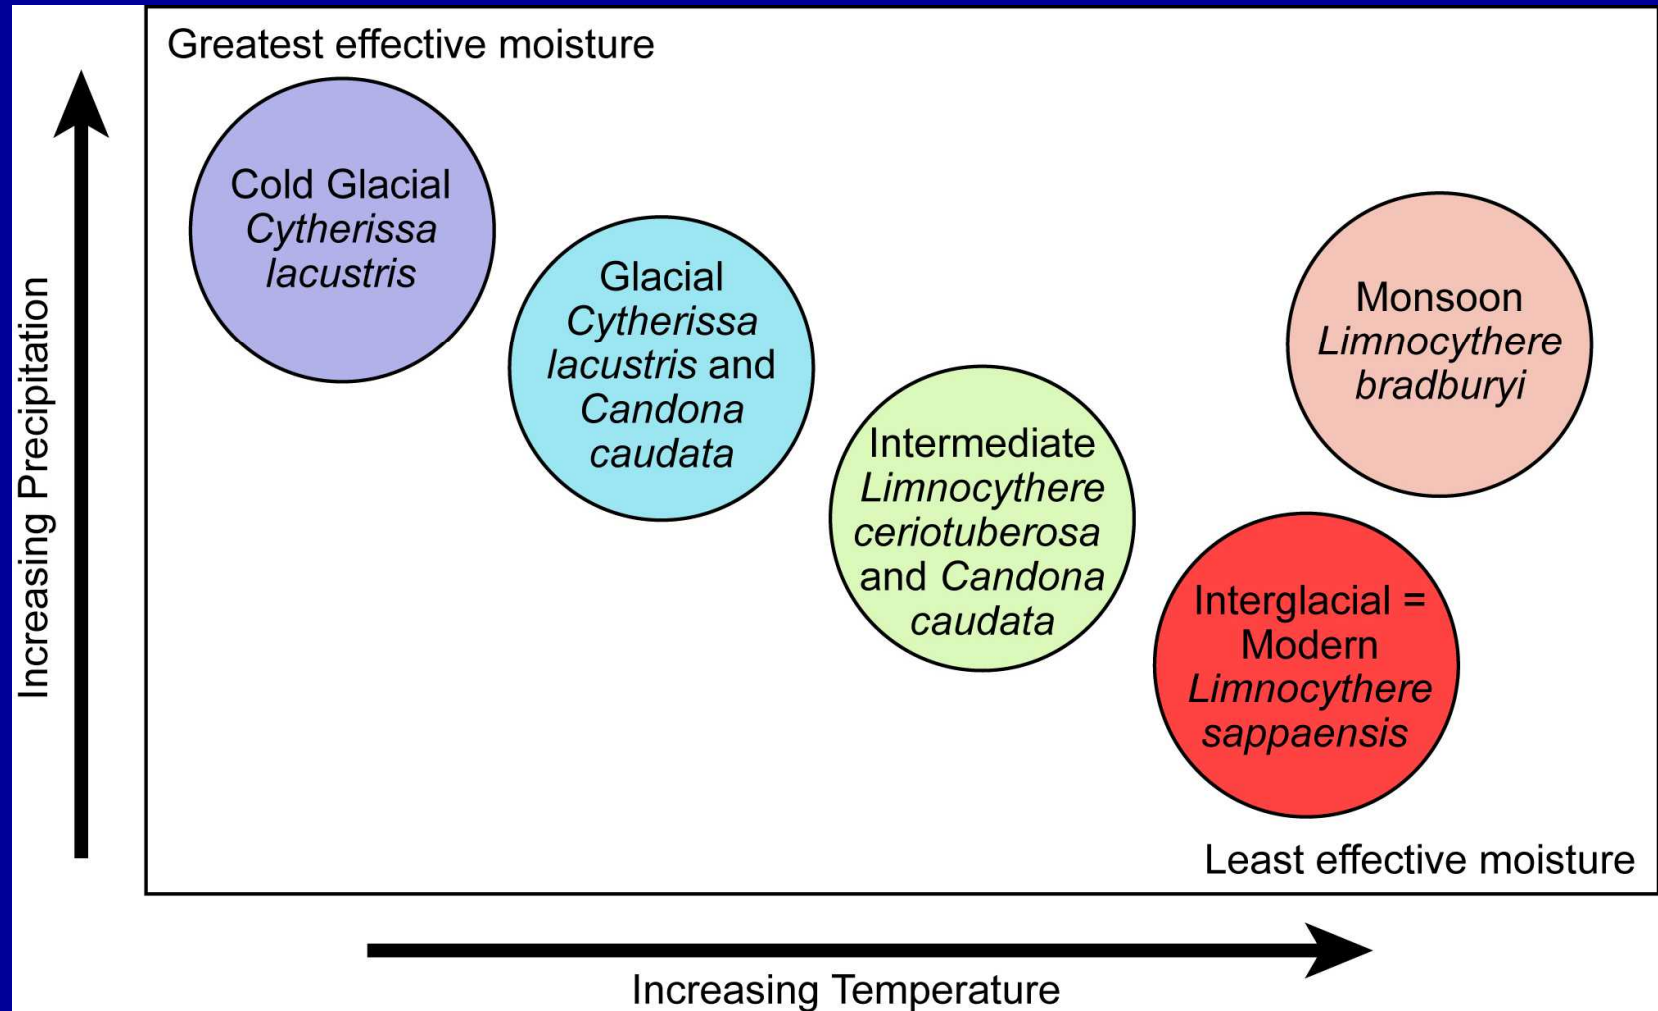 Greatest effective moisture
Increasing Precipitation
Cold Glacial
Cytherissa
lacustris
Glacial
Cytherissa
lacustris and
Candona
caudata
Intermediate
Limnocythere
ceriotuberosa
and Candona
caudata
Monsoon
Limnocythere
bradburyi
Interglacial =
Modern
Limnocythere
sappaensis
Least effective moisture
Increasing Temperature